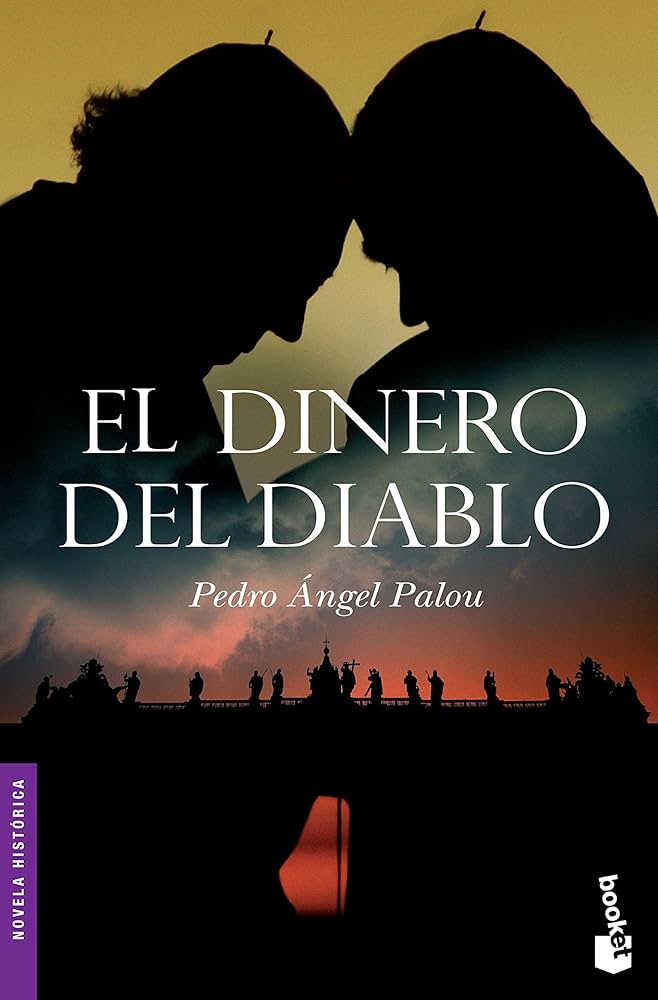 EL DINERO
DEL DIABLO
Pedro Ángel Palou
NOVELA HISTÓRICA
booket